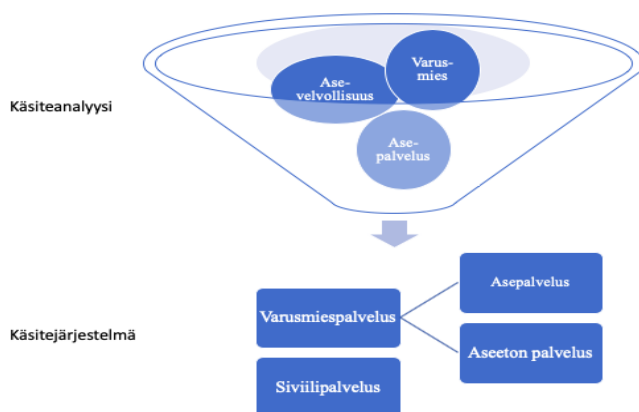 Varus-
mies
Ase-
velvollisuus
Käsiteanalyysi
Ase-
palvelus
Asepalvelus
Varusmiespalvelus
Käsitejärjestelmä
Aseeton palvelus
Siviilipalvelus